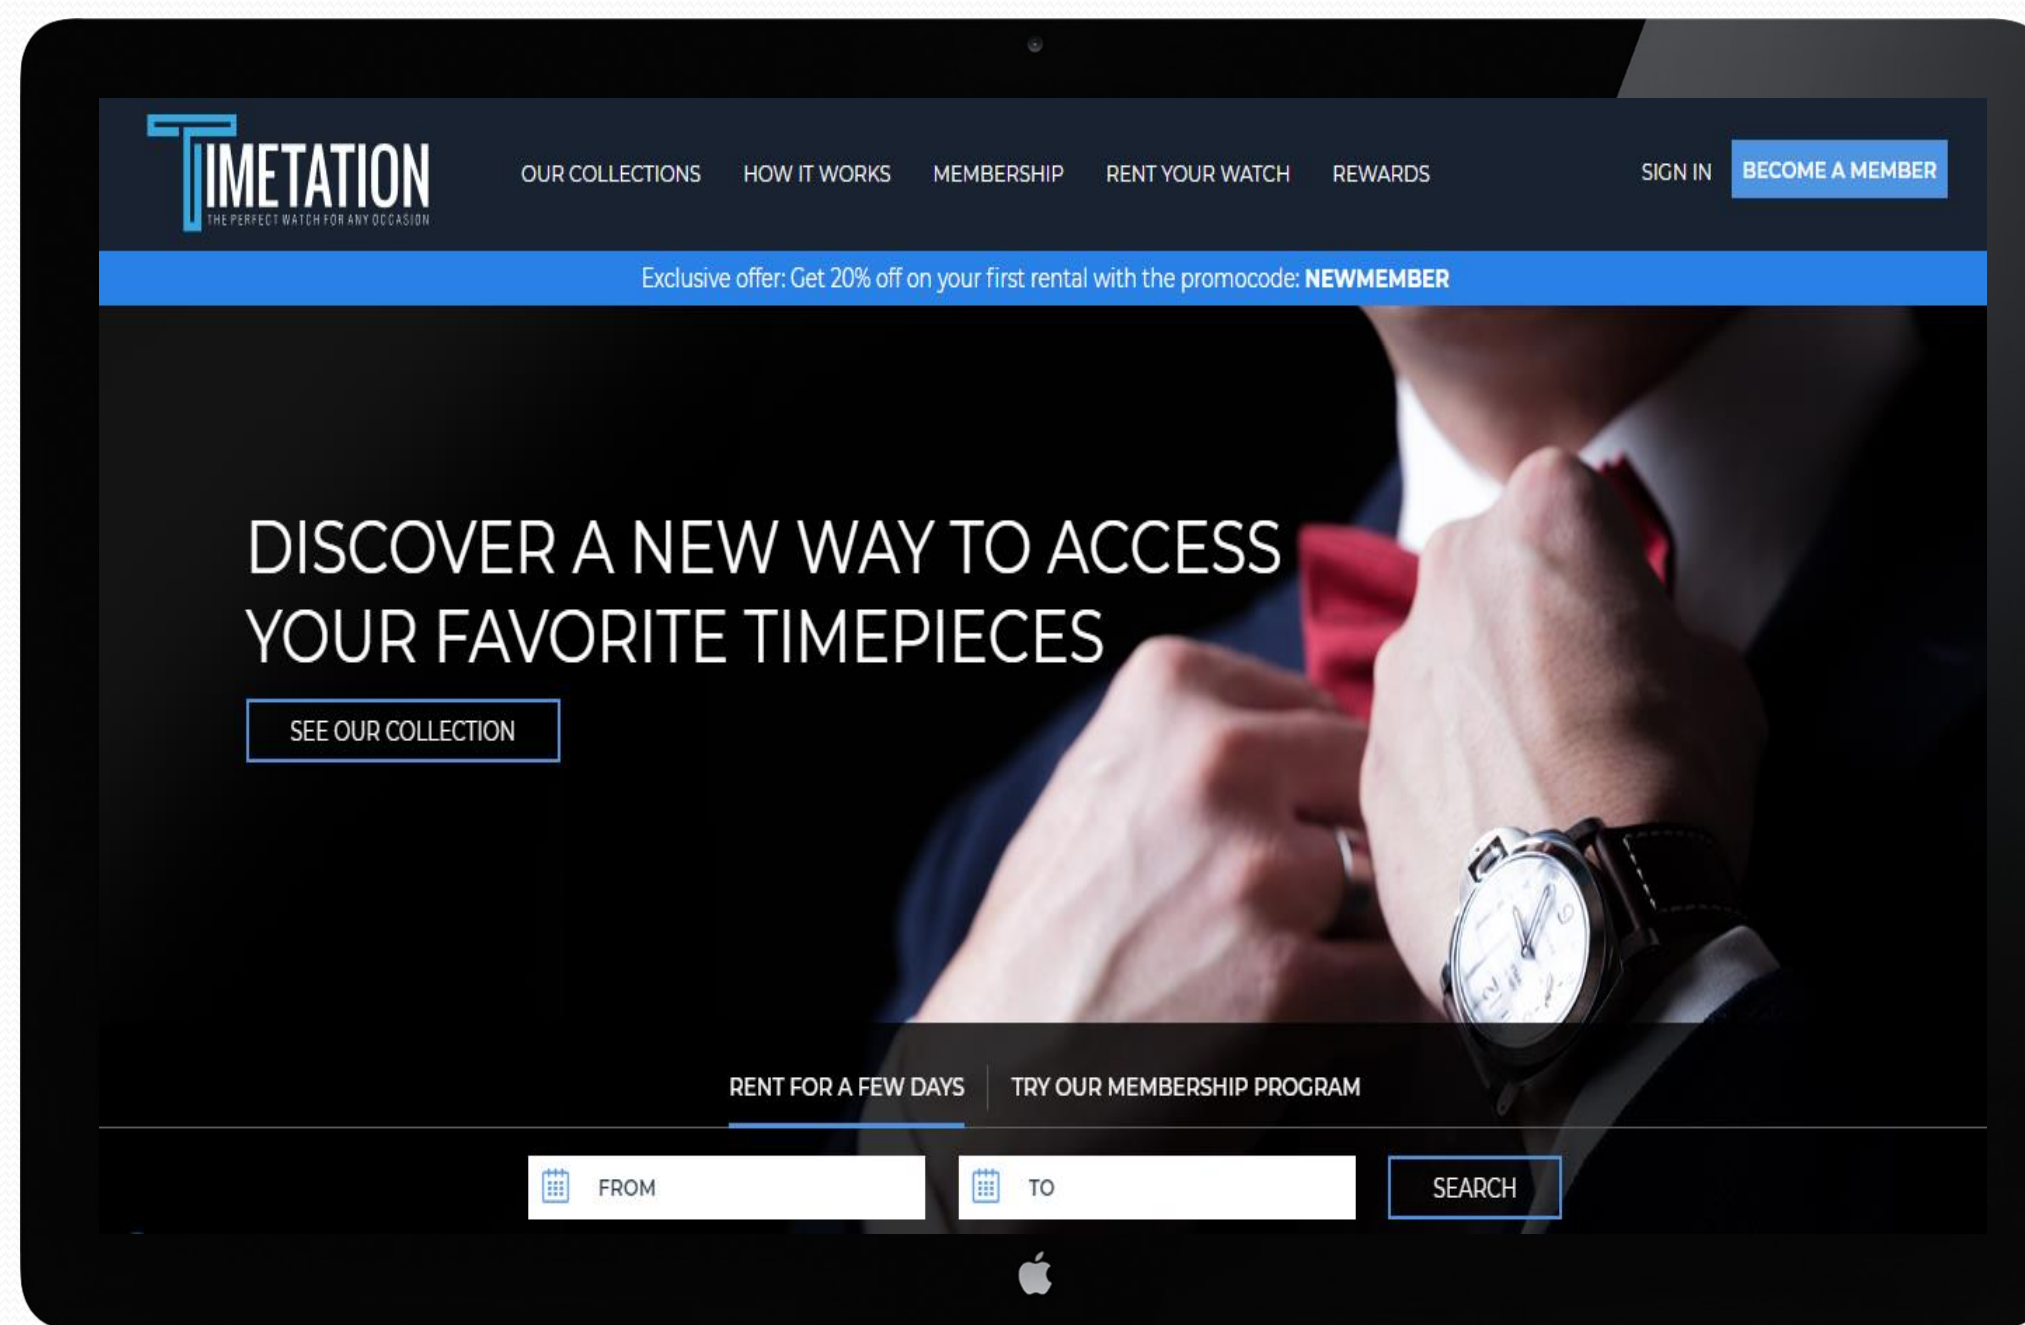 TIMETATION
THE PERFECT WATCH FOR ANY OCCASION
OUR COLLECTIONS HOW IT WORKS MEMBERSHIP RENT YOUR WATCH REWARDS SIGN IN BECOME A MEMBER
Exclusive offer: Get 20% off on your first rental with the promocode: NEWMEMBER
DISCOVER A NEW WAY TO ACCESS
YOUR FAVORITE TIMEPIECES
SEE OUR COLLECTION
RENT FOR A FEW DAYS TRY OUR MEMBERSHIP PROGRAM
FROM TO SEARCH